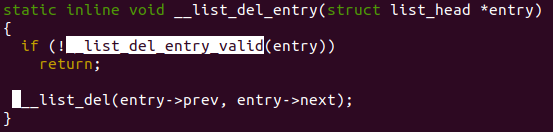 static inline void __list_del_entry(struct list_head *entry)
{
  if (!__list_del_entry_valid(entry))
    return;

  __list_del(entry->prev, entry->next);
}